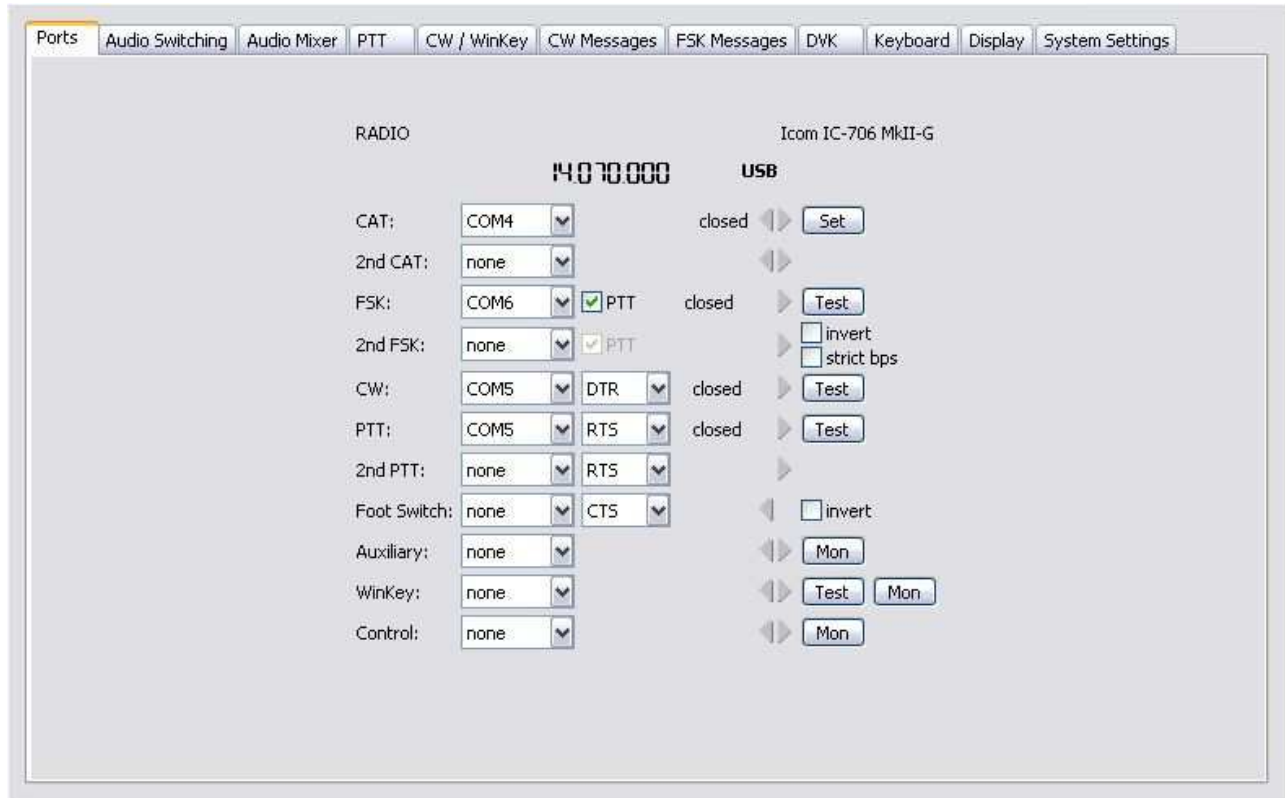 Ports Audio Switching Audio Mixer PTT CW / WinKey CW Messages FSK Messages DVK Keyboard Display System Settings
RADIO Icom IC-706 MkII-G
14.070.000 USB
CAT: COM4 closed Set
2nd CAT: none
FSK: COM6 PTT closed Test
2nd FSK: none PTT invert
strict bps
CW: COM5 DTR closed Test
PTT: COM5 RTS closed Test
2nd PTT: none RTS
Foot Switch: none CTS invert
Auxiliary: none Mon
WinKey: none Test Mon
Control: none Mon